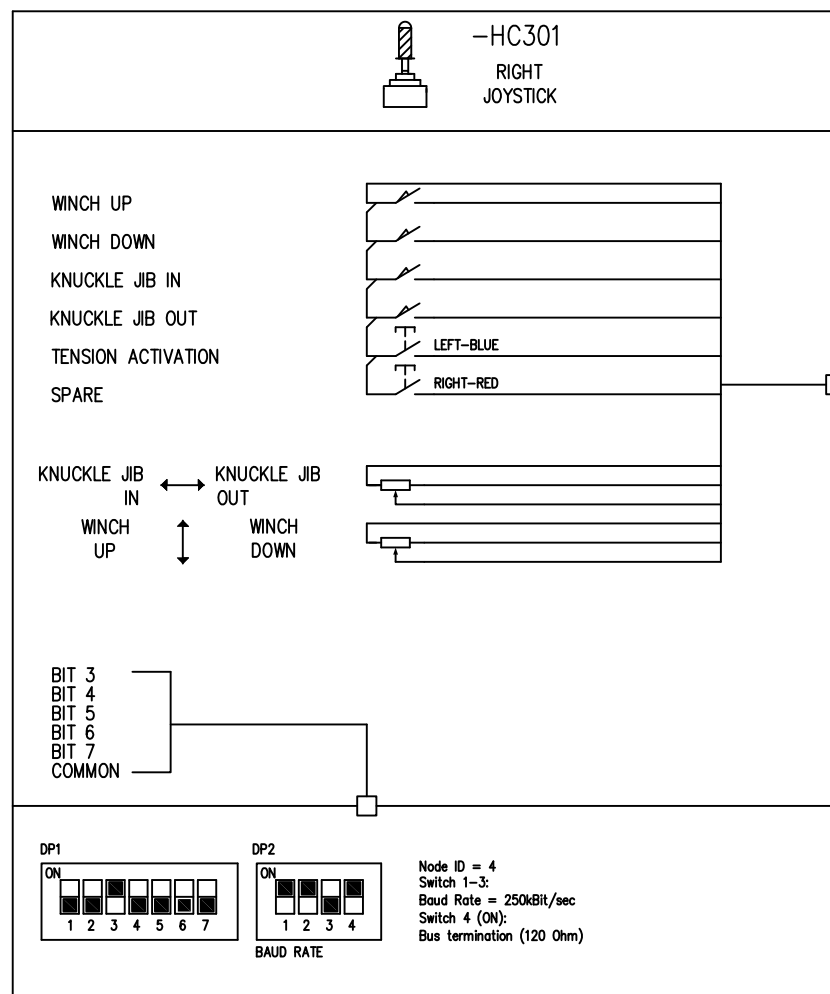 -HC301
RIGHT
JOYSTICK
WINCH UP
WINCH DOWN
KNUCKLE JIB IN
KNUCKLE JIB OUT
TENSION ACTIVATION
LEFT-BLUE
SPARE
RIGHT-RED
KNUCKLE JIB KNUCKLE JIB
IN OUT
WINCH WINCH
UP DOWN
BIT 3
BIT 4
BIT 5
BIT 6
BIT 7
COMMON
DP1
ON
1 2 3 4 5 6 7
DP2
ON
1 2 3 4
BAUD RATE
Node ID = 4
Switch 1-3:
Baud Rate = 250kBit/sec
Switch 4 (ON):
Bus termination (120 Ohm)